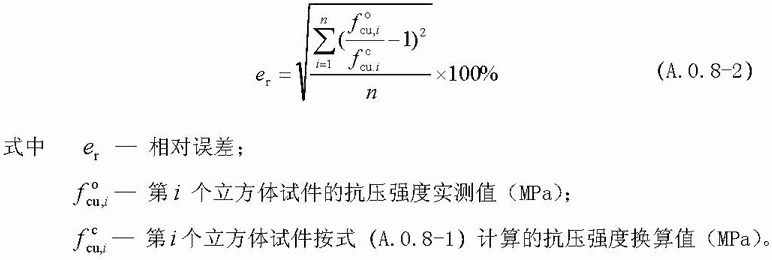 e_r = \sqrt{\frac{\sum_{i=1}^{n}(\frac{f_{cu,i}^{o}}{f_{cu.i}^{c}}-1)^2}{n}}×100% (A.0.8-2)
式中 e_r — 相对误差；
f_{cu,i}^{o} — 第 i 个立方体试件的抗压强度实测值（MPa）；
f_{cu,i}^{c} — 第 i 个立方体试件按式 (A.0.8-1) 计算的抗压强度换算值（MPa）。